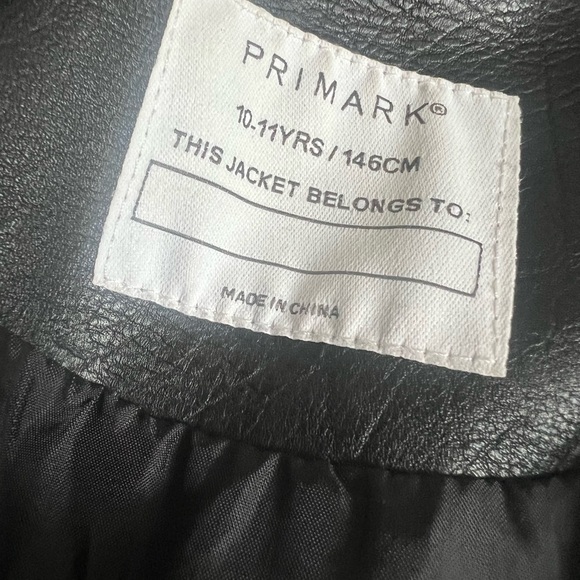 PRIMARK®
10-11YRS / 146CM
THIS JACKET BELONGS TO:
MADE IN CHINA